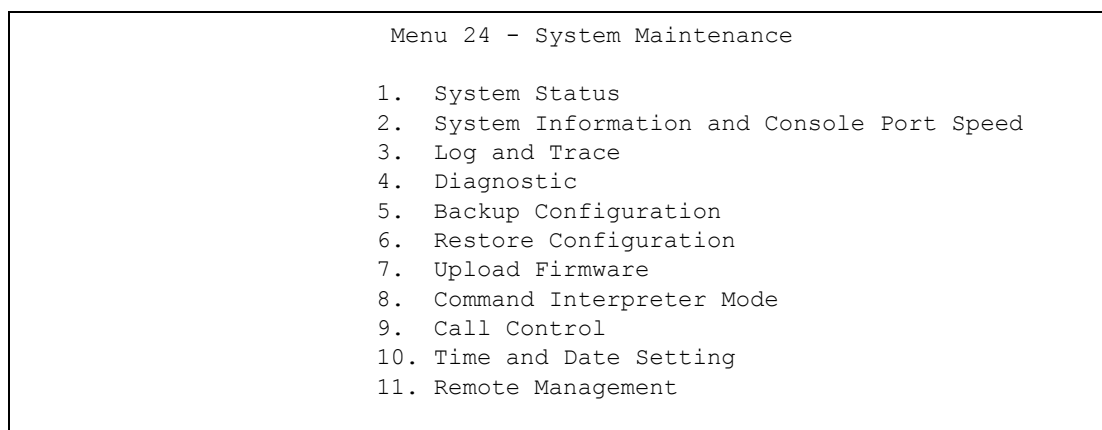 Menu 24 - System Maintenance
1. System Status
2. System Information and Console Port Speed
3. Log and Trace
4. Diagnostic
5. Backup Configuration
6. Restore Configuration
7. Upload Firmware
8. Command Interpreter Mode
9. Call Control
10. Time and Date Setting
11. Remote Management